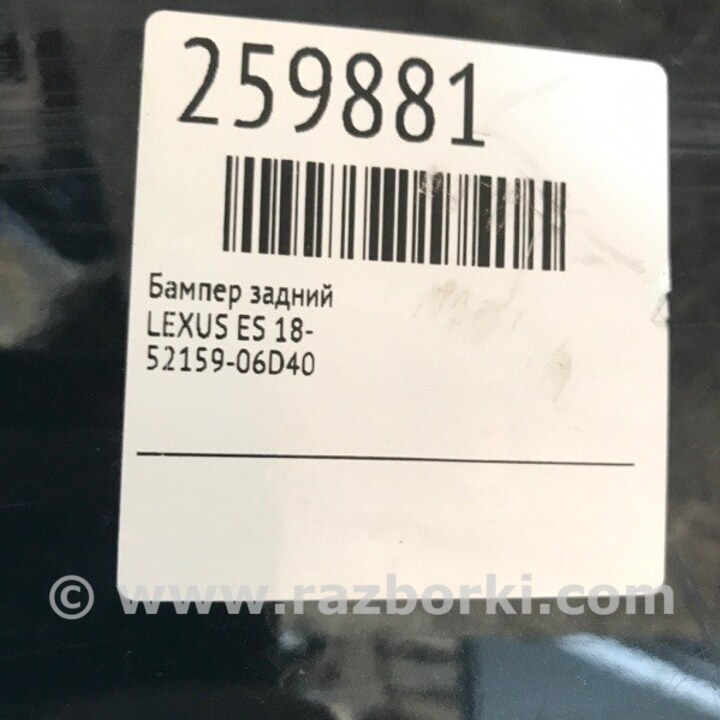 259881
Бампер задний
LEXUS ES 18-
52159-06D40
© www.razborki.com